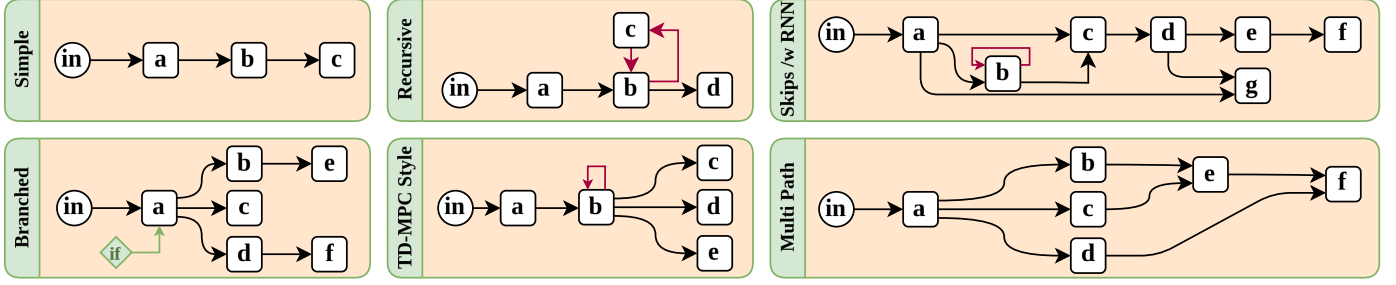 Simple
in a b c
Recursive
c
in a b d
Skips /w RNN
in a c d e f
b g
Branched
b e
in a c
if d f
TD-MPC Style
c
in a b d
e
Multi Path
b e
in a c f
d